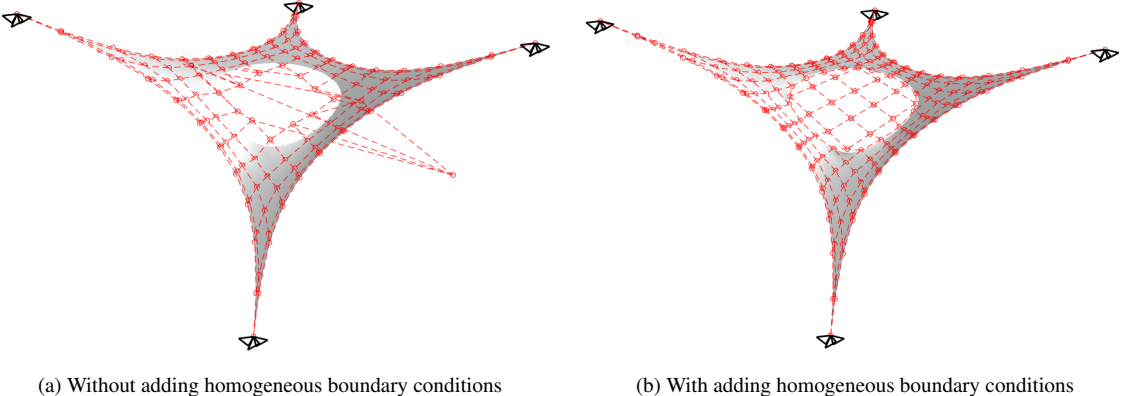 (a) Without adding homogeneous boundary conditions
(b) With adding homogeneous boundary conditions